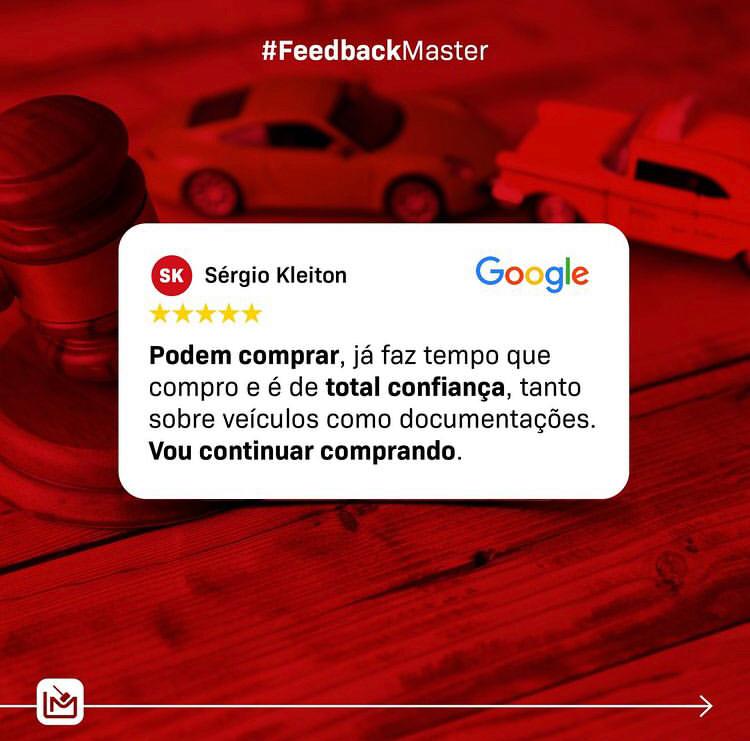 #FeedbackMaster
SK Sérgio Kleiton
Google
Podem comprar, já faz tempo que
compro e é de total confiança, tanto
sobre veículos como documentações.
Vou continuar comprando.